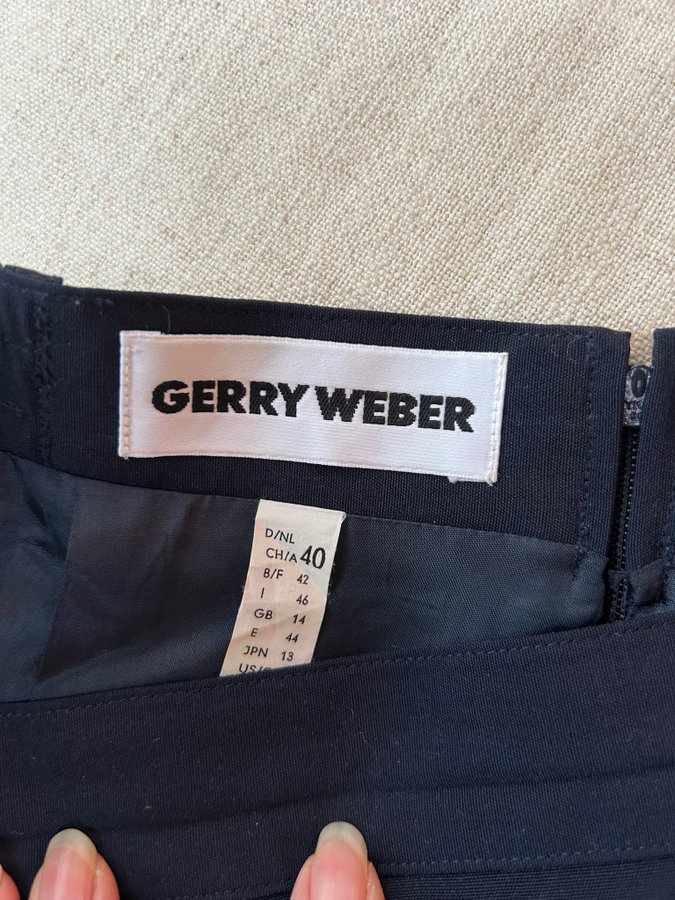 GERRY WEBER
D/NL
CH/A 40
B/F 42
I 46
GB 14
E 44
JPN 13